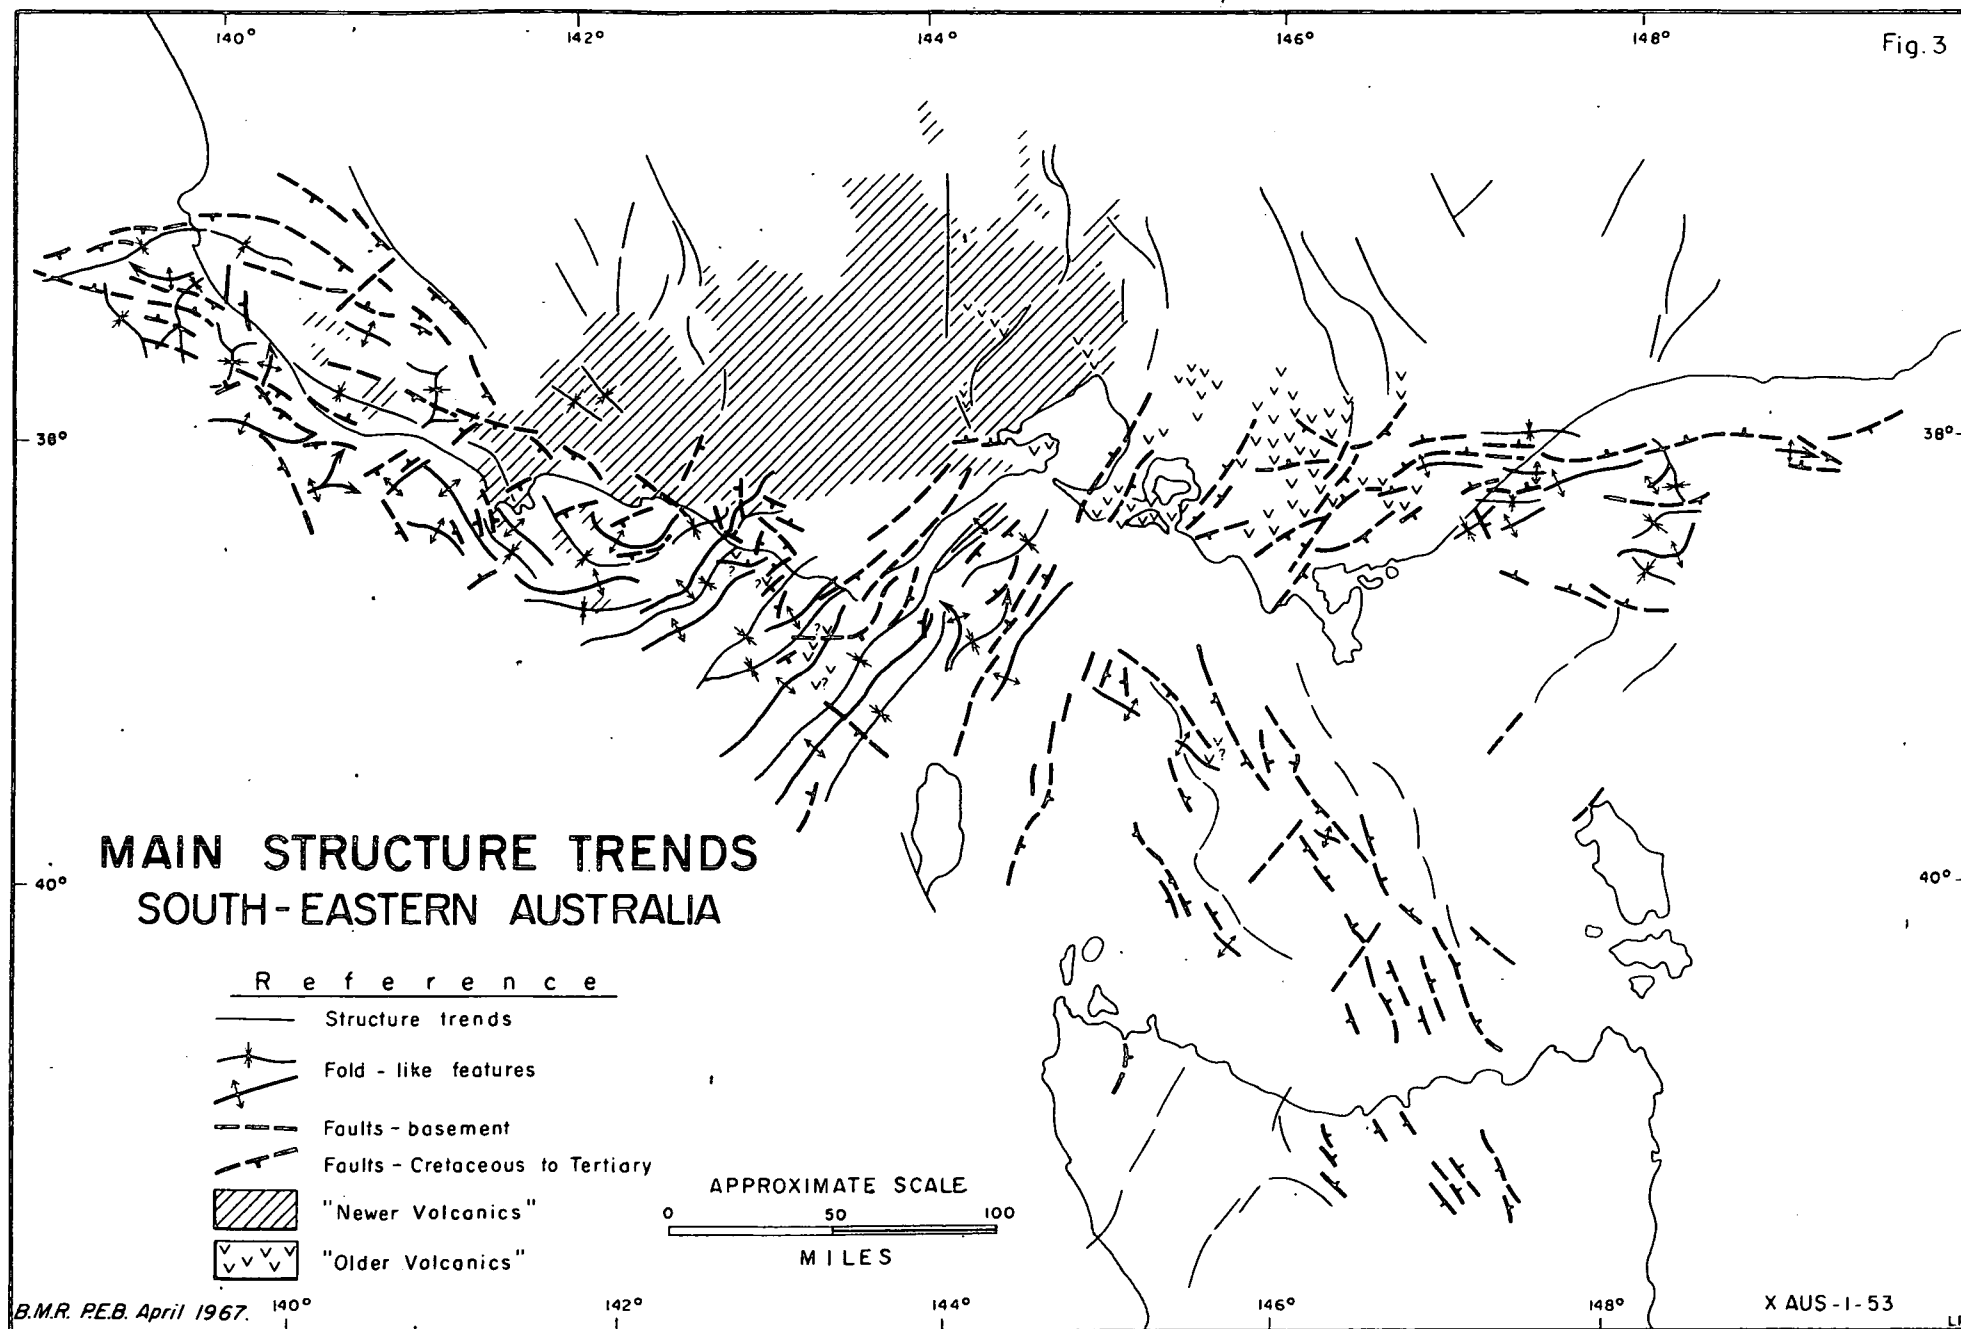 140° 142° 144° 146° 148°
Fig. 3
38° 38°
40° 40°
MAIN STRUCTURE TRENDS
SOUTH-EASTERN AUSTRALIA
Reference
Structure trends
Fold-like features
Faults-basement
Faults-Cretaceous to Tertiary
"Newer Volcanics"
"Older Volcanics"
APPROXIMATE SCALE
0 50 100
MILES
B.M.R. P.E.B. April 1967.
140° 142° 144° 146° 148°
X AUS-1-53